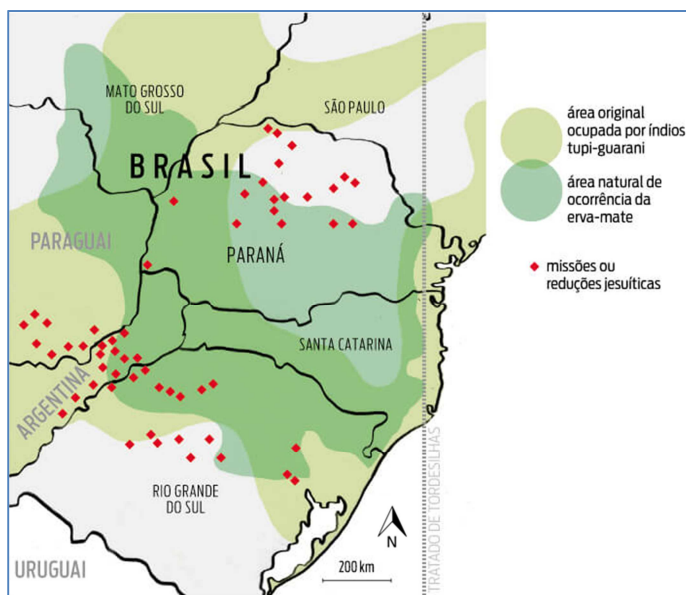 MATO GROSSO
DO SUL
SÃO PAULO
BRASIL
PARAGUAI
PARANÁ
SANTA CATARINA
ARGENTINA
RIO GRANDE
DO SUL
URUGUAI
N
200 km
TRATADO DE TORDESILHAS
área original
ocupada por índios
tupi-guarani
área natural de
ocorrência da
erva-mate
missões ou
reduções jesuíticas